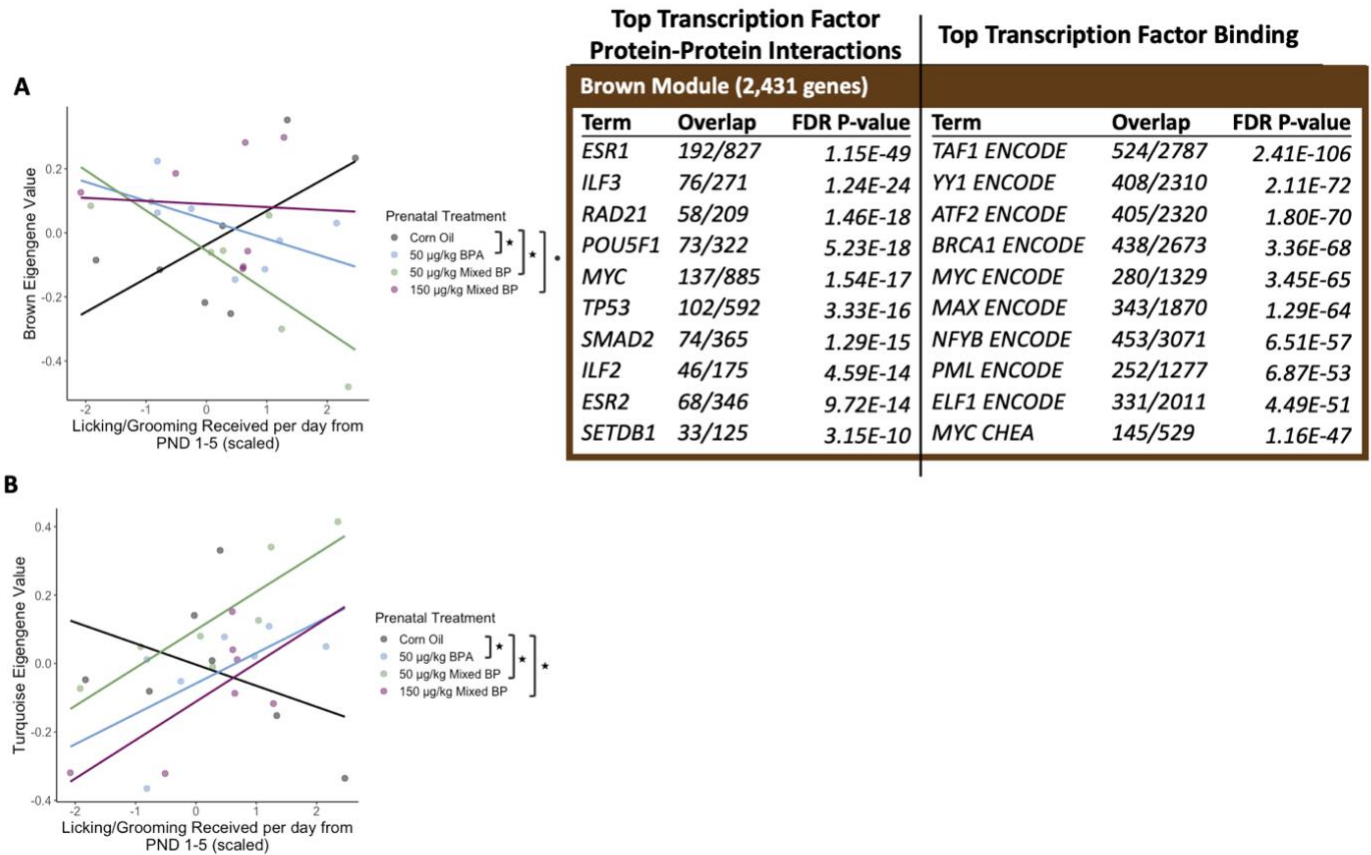 A
0.2
0.0
-0.2
-0.4
Brown Eigengene Value
-2 -1 0 1 2
Licking/Grooming Received per day from
PND 1-5 (scaled)
Prenatal Treatment
Corn Oil
50 µg/kg BPA
50 µg/kg Mixed BP
150 µg/kg Mixed BP
Top Transcription Factor
Protein-Protein Interactions
Top Transcription Factor Binding
Brown Module (2,431 genes)
Term Overlap FDR P-value Term Overlap FDR P-value
ESR1 192/827 1.15E-49 TAF1 ENCODE 524/2787 2.41E-106
ILF3 76/271 1.24E-24 YY1 ENCODE 408/2310 2.11E-72
RAD21 58/209 1.46E-18 ATF2 ENCODE 405/2320 1.80E-70
POU5F1 73/322 5.23E-18 BRCA1 ENCODE 438/2673 3.36E-68
MYC 137/885 1.54E-17 MYC ENCODE 280/1329 3.45E-65
TP53 102/592 3.33E-16 MAX ENCODE 343/1870 1.29E-64
SMAD2 74/365 1.29E-15 NFYB ENCODE 453/3071 6.51E-57
ILF2 46/175 4.59E-14 PML ENCODE 252/1277 6.87E-53
ESR2 68/346 9.72E-14 ELF1 ENCODE 331/2011 4.49E-51
SETDB1 33/125 3.15E-10 MYC CHEA 145/529 1.16E-47
B
0.4
0.2
0.0
-0.2
-0.4
Turquoise Eigengene Value
-2 -1 0 1 2
Licking/Grooming Received per day from
PND 1-5 (scaled)
Prenatal Treatment
Corn Oil
50 µg/kg BPA
50 µg/kg Mixed BP
150 µg/kg Mixed BP